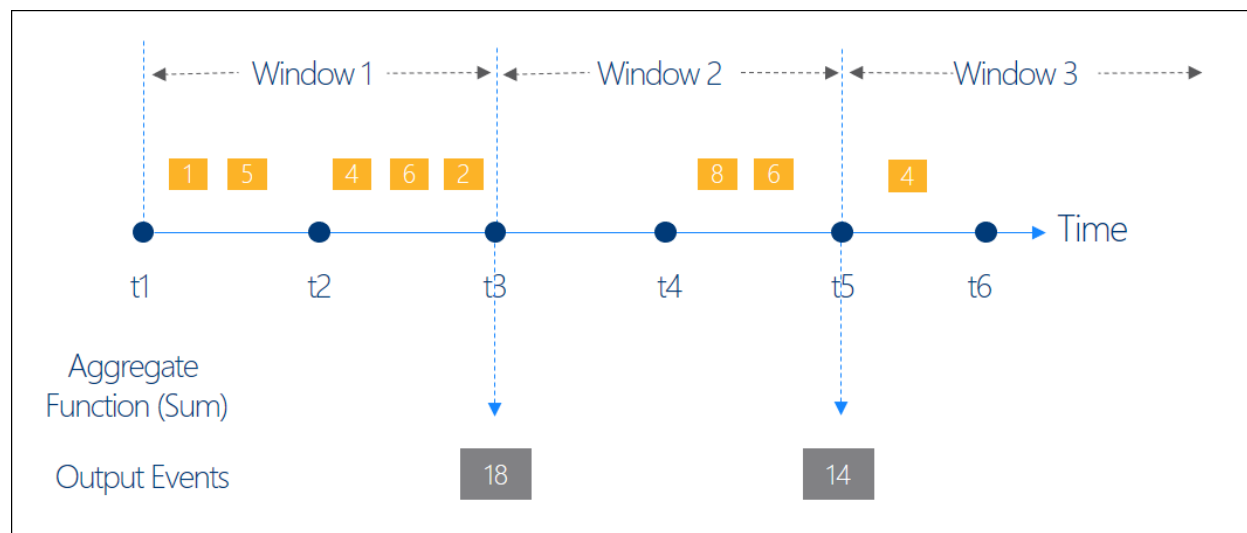 Window 1
Window 2
Window 3
1 5 4 6 2 8 6 4
Time
t1 t2 t3 t4 t5 t6
Aggregate
Function (Sum)
Output Events
18 14